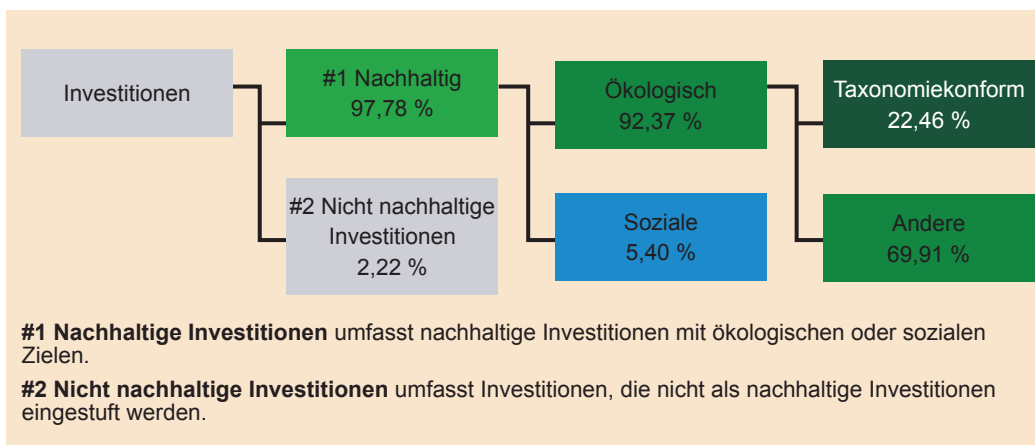 Investitionen
#1 Nachhaltig
97,78 %
Ökologisch
92,37 %
Taxonomiekonform
22,46 %
#2 Nicht nachhaltige
Investitionen
2,22 %
Soziale
5,40 %
Andere
69,91 %
#1 Nachhaltige Investitionen umfasst nachhaltige Investitionen mit ökologischen oder sozialen
Zielen.
#2 Nicht nachhaltige Investitionen umfasst Investitionen, die nicht als nachhaltige Investitionen
eingestuft werden.